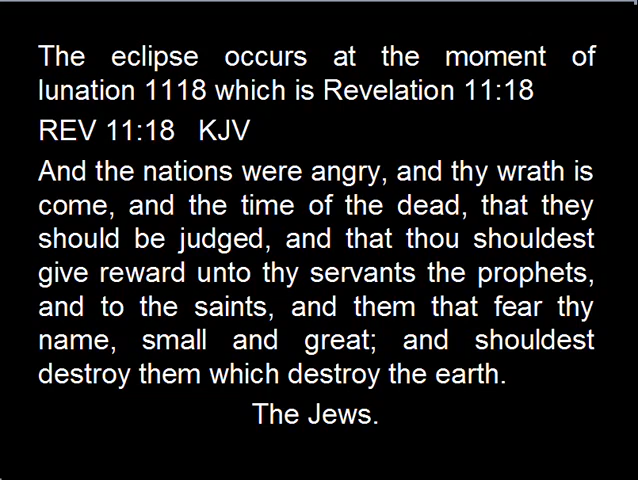 The eclipse occurs at the moment of
lunation 1118 which is Revelation 11:18
REV 11:18 KJV
And the nations were angry, and thy wrath is
come, and the time of the dead, that they
should be judged, and that thou shouldest
give reward unto thy servants the prophets,
and to the saints, and them that fear thy
name, small and great; and shouldest
destroy them which destroy the earth.
The Jews.